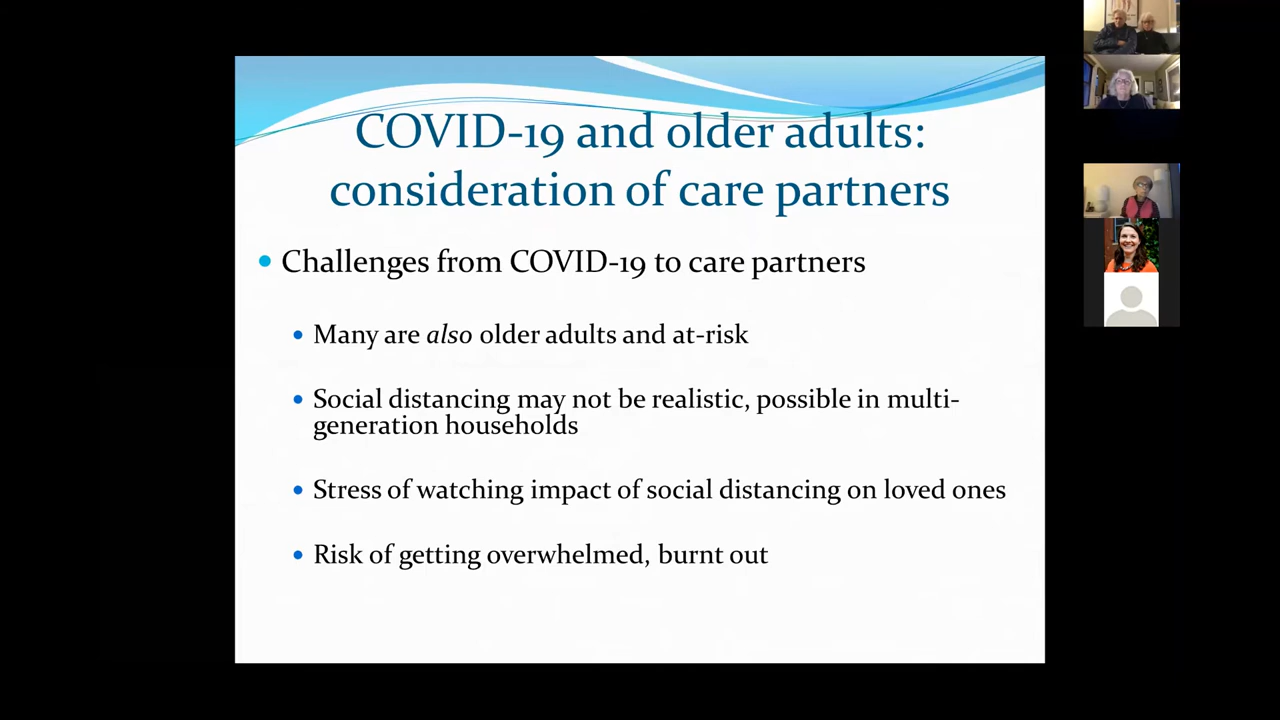 COVID-19 and older adults:
consideration of care partners
• Challenges from COVID-19 to care partners
• Many are also older adults and at-risk
• Social distancing may not be realistic, possible in multi-
generation households
• Stress of watching impact of social distancing on loved ones
• Risk of getting overwhelmed, burnt out